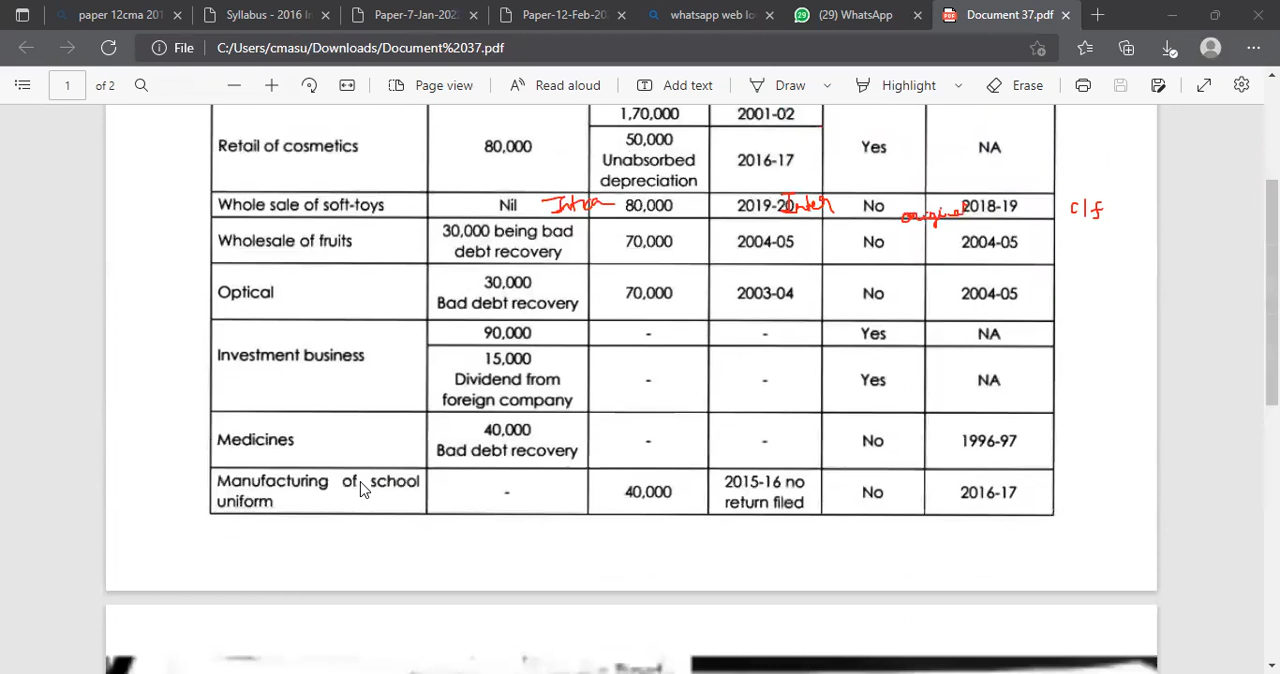 paper 12cma 201
Syllabus - 2016 In
Paper-7-Jan-202
Paper-12-Feb-20
whatsapp web lo
(29) WhatsApp
Document 37.pdf
File C:/Users/cmasu/Downloads/Document%2037.pdf
1 of 2
Page view
Read aloud
Add text
Draw
Highlight
Erase
1,70,000 2001-02
Retail of cosmetics 80,000 50,000 Unabsorbed depreciation 2016-17 Yes NA
Whole sale of soft-toys Nil Intra 80,000 2019-20 Inter No original 2018-19 c/f
Wholesale of fruits 30,000 being bad debt recovery 70,000 2004-05 No 2004-05
Optical 30,000 Bad debt recovery 70,000 2003-04 No 2004-05
Investment business 90,000 - - Yes NA
15,000 Dividend from foreign company - - Yes NA
Medicines 40,000 Bad debt recovery - - No 1996-97
Manufacturing of school uniform - 40,000 2015-16 no return filed No 2016-17